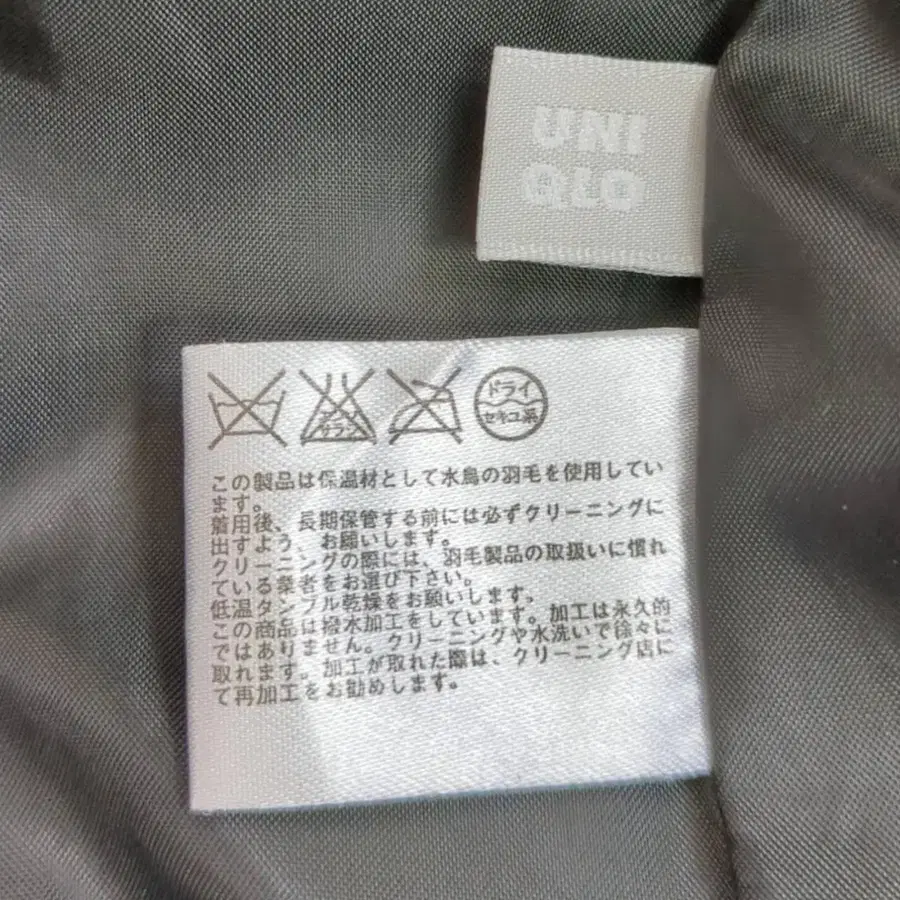 UNI
QLO
エンソ
サラシ
ドライ
セキユ系
この製品は保温材として水鳥の羽毛を使用してい
ます。
着用後、長期保管する前には必ずクリーニングに
出すよう、お願いします。
クリーニングの際には、羽毛製品の取扱いに慣れ
ている業者をお選び下さい。
低温タンブル乾燥をお願いします。
この商品は撥水加工をしています。加工は永久的
ではありません。クリーニングや水洗いで徐々に
取れます。加工が取れた際は、クリーニング店に
て再加工をお勧めします。